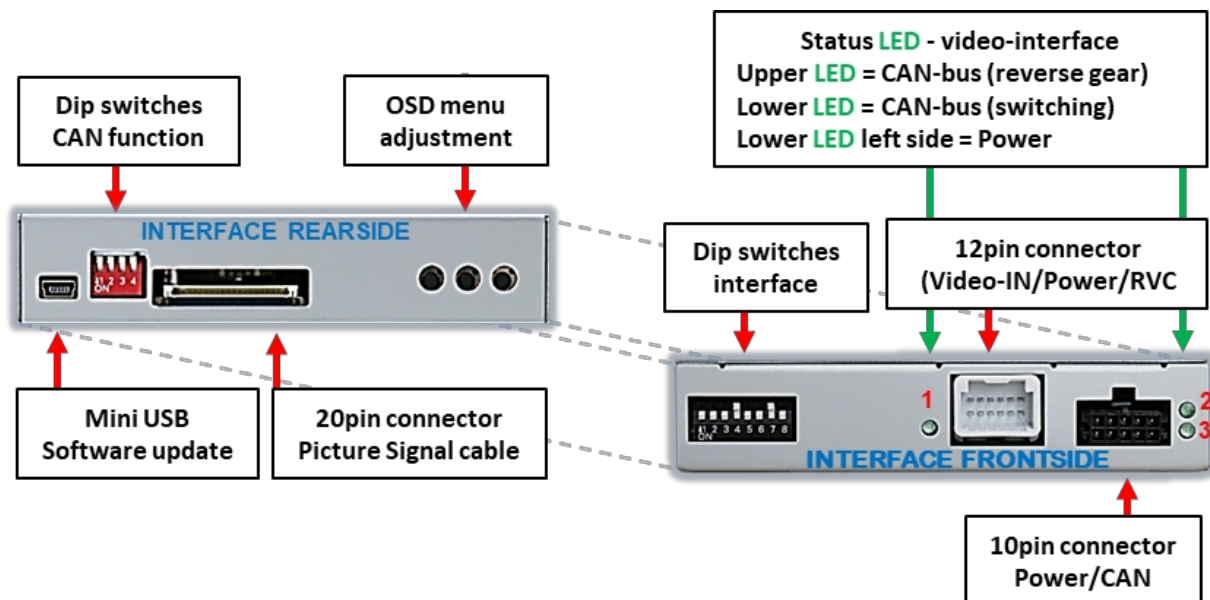 Status LED - video-interface
Upper LED = CAN-bus (reverse gear)
Lower LED = CAN-bus (switching)
Lower LED left side = Power
Dip switches
CAN function
OSD menu
adjustment
INTERFACE REARSIDE
1 2 3 4
ON
Dip switches
interface
12pin connector
(Video-IN/Power/RVC
Mini USB
Software update
20pin connector
Picture Signal cable
1
2
3
1 2 3 4 5 6 7 8
ON
INTERFACE FRONTSIDE
10pin connector
Power/CAN